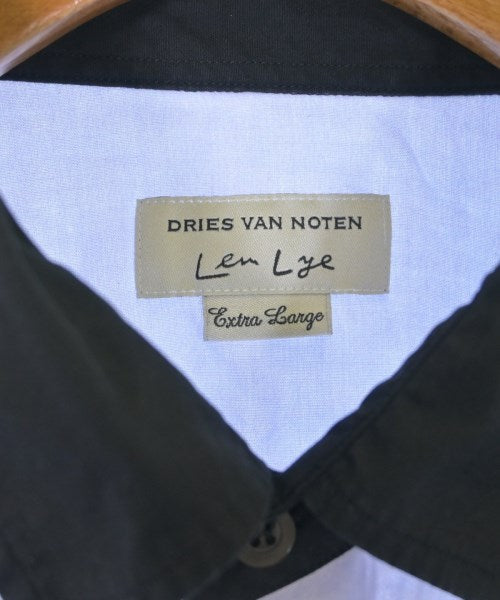 DRIES VAN NOTEN
Len Lye
Extra Large